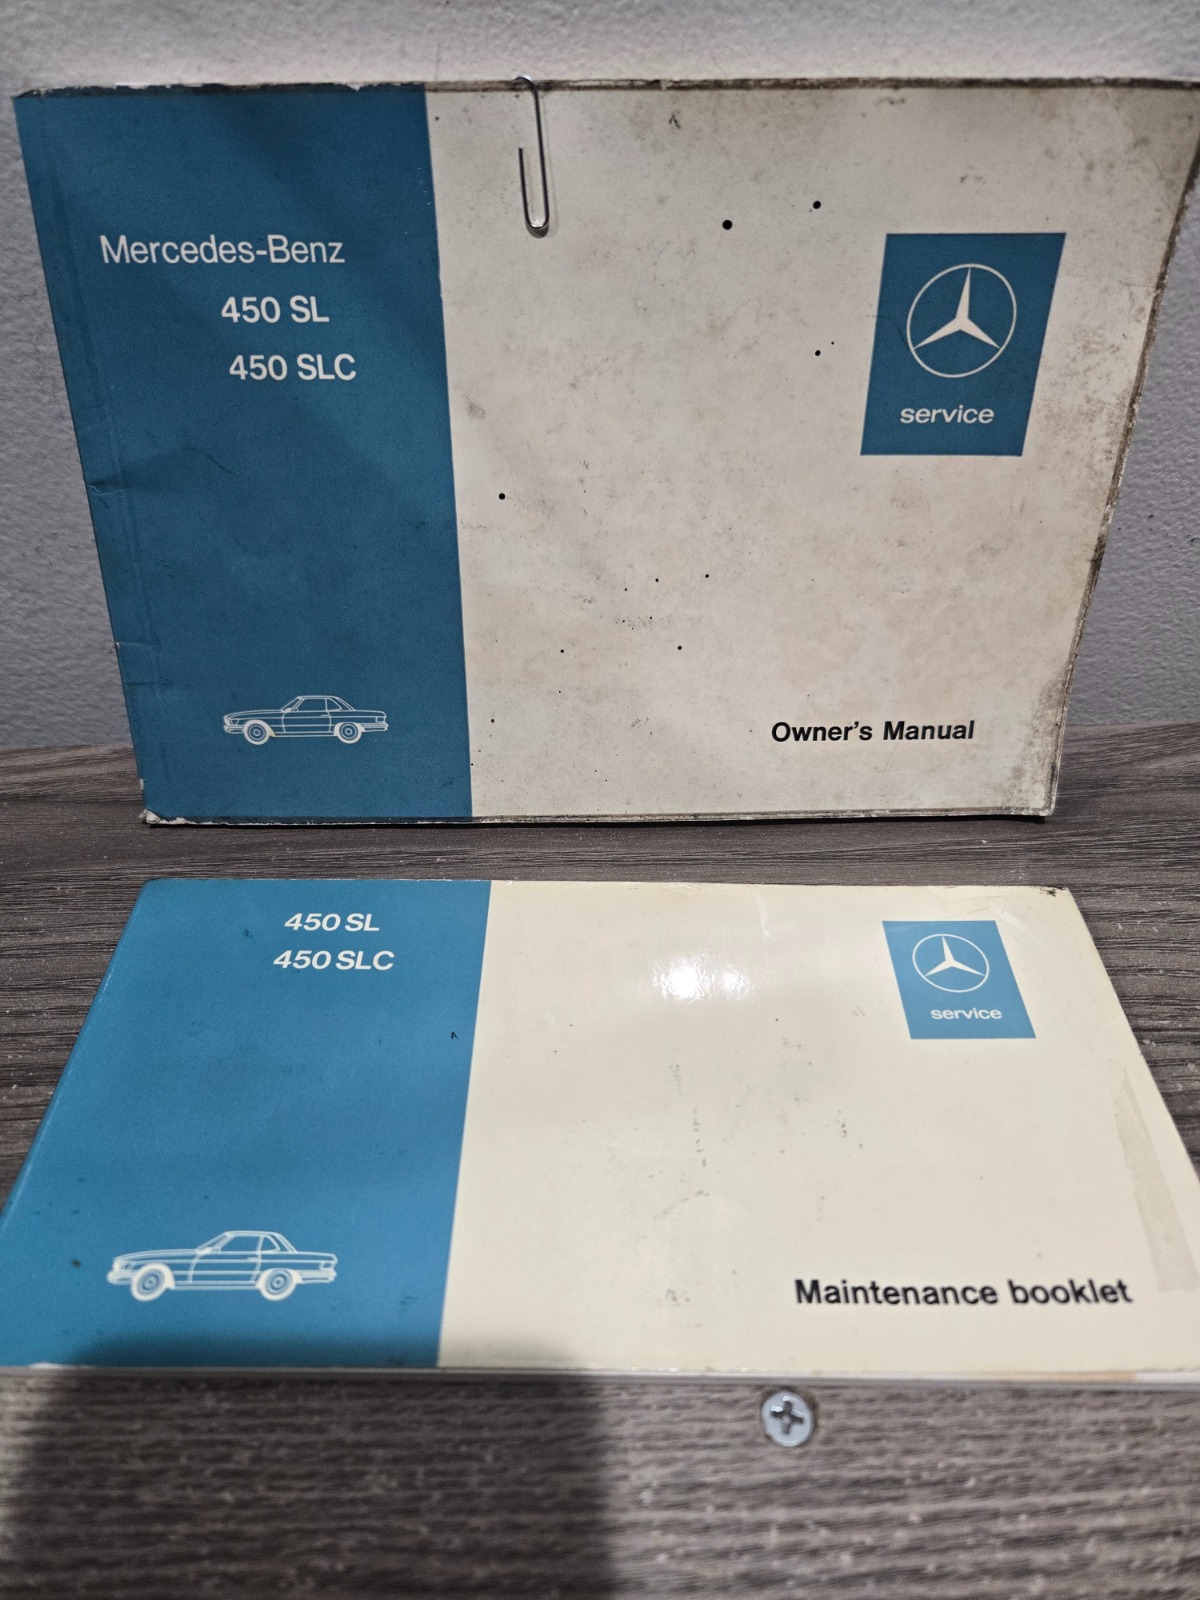 Mercedes-Benz
450 SL
450 SLC
service
Owner's Manual
450 SL
450 SLC
service
Maintenance booklet